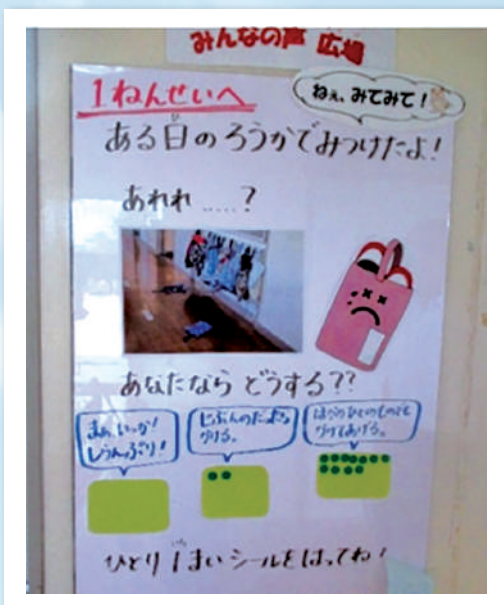 みんなの声 広場
1ねんせいへ
ねぇ、みてみて!
ある日のろうかでみつけたよ!
あれれ……?
あなたなら どうする??
まぁ、いっか!
しらんぷり!
じぶんのだったら
かける。
ほかのひとのものでも
かけてあげる。
ひとり1まいシールをはってね!